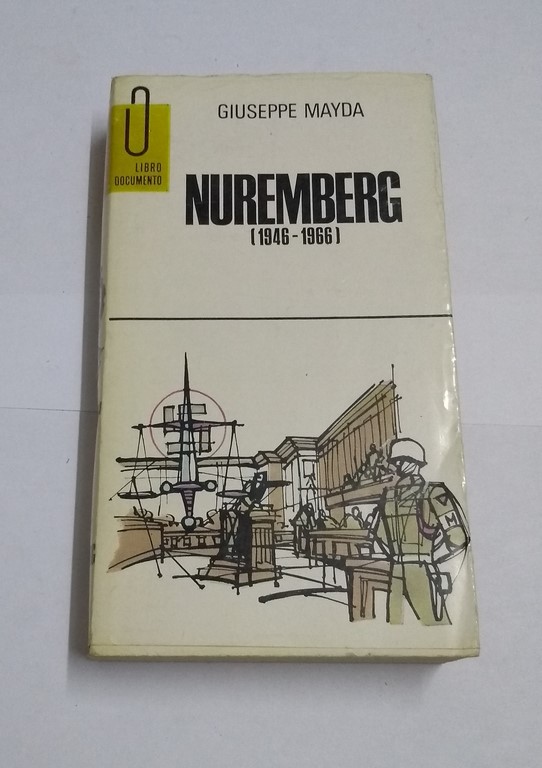 GIUSEPPE MAYDA
LIBRO
DOCUMENTO
NUREMBERG
(1946-1966)
M